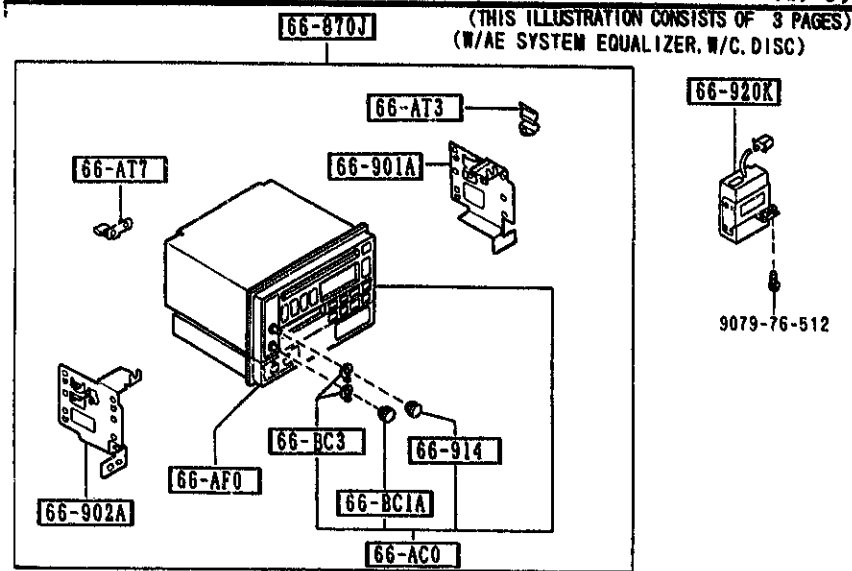 (THIS ILLUSTRATION CONSISTS OF 3 PAGES)
66-870J
(W/AE SYSTEM EQUALIZER, W/C. DISC)
66-AT3
66-920K
66-AT7
66-901A
9079-76-512
66-BC3
66-914
66-AF0
66-BC1A
66-902A
66-AC0